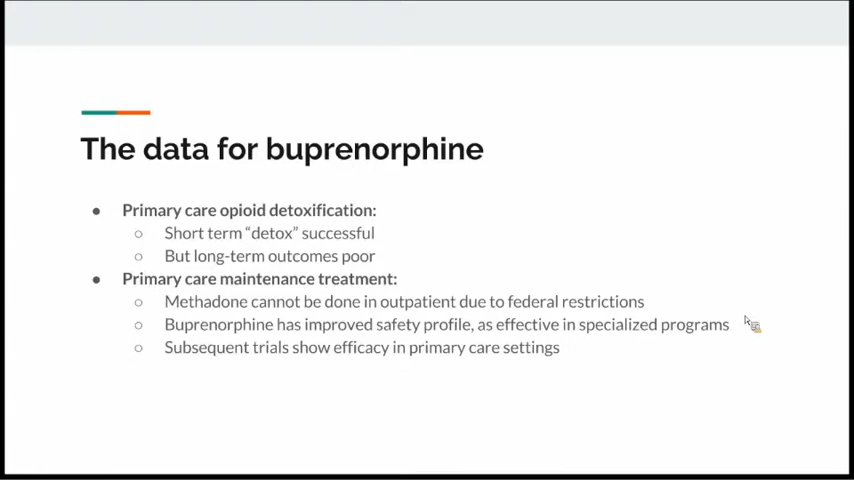 The data for buprenorphine
● Primary care opioid detoxification:
○ Short term “detox” successful
○ But long-term outcomes poor
● Primary care maintenance treatment:
○ Methadone cannot be done in outpatient due to federal restrictions
○ Buprenorphine has improved safety profile, as effective in specialized programs
○ Subsequent trials show efficacy in primary care settings